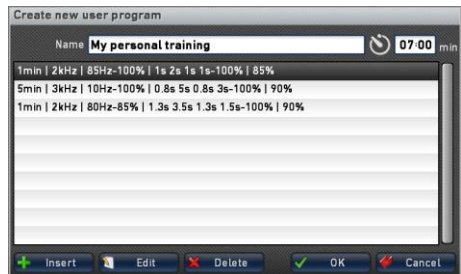 Create new user program
Name My personal training 07:00 min
1min | 2kHz | 85Hz-100% | 1s 2s 1s 1s-100% | 85%
5min | 3kHz | 10Hz-100% | 0.8s 5s 0.8s 3s-100% | 90%
1min | 2kHz | 80Hz-85% | 1.3s 3.5s 1.3s 1.5s-100% | 90%
Insert Edit Delete OK Cancel